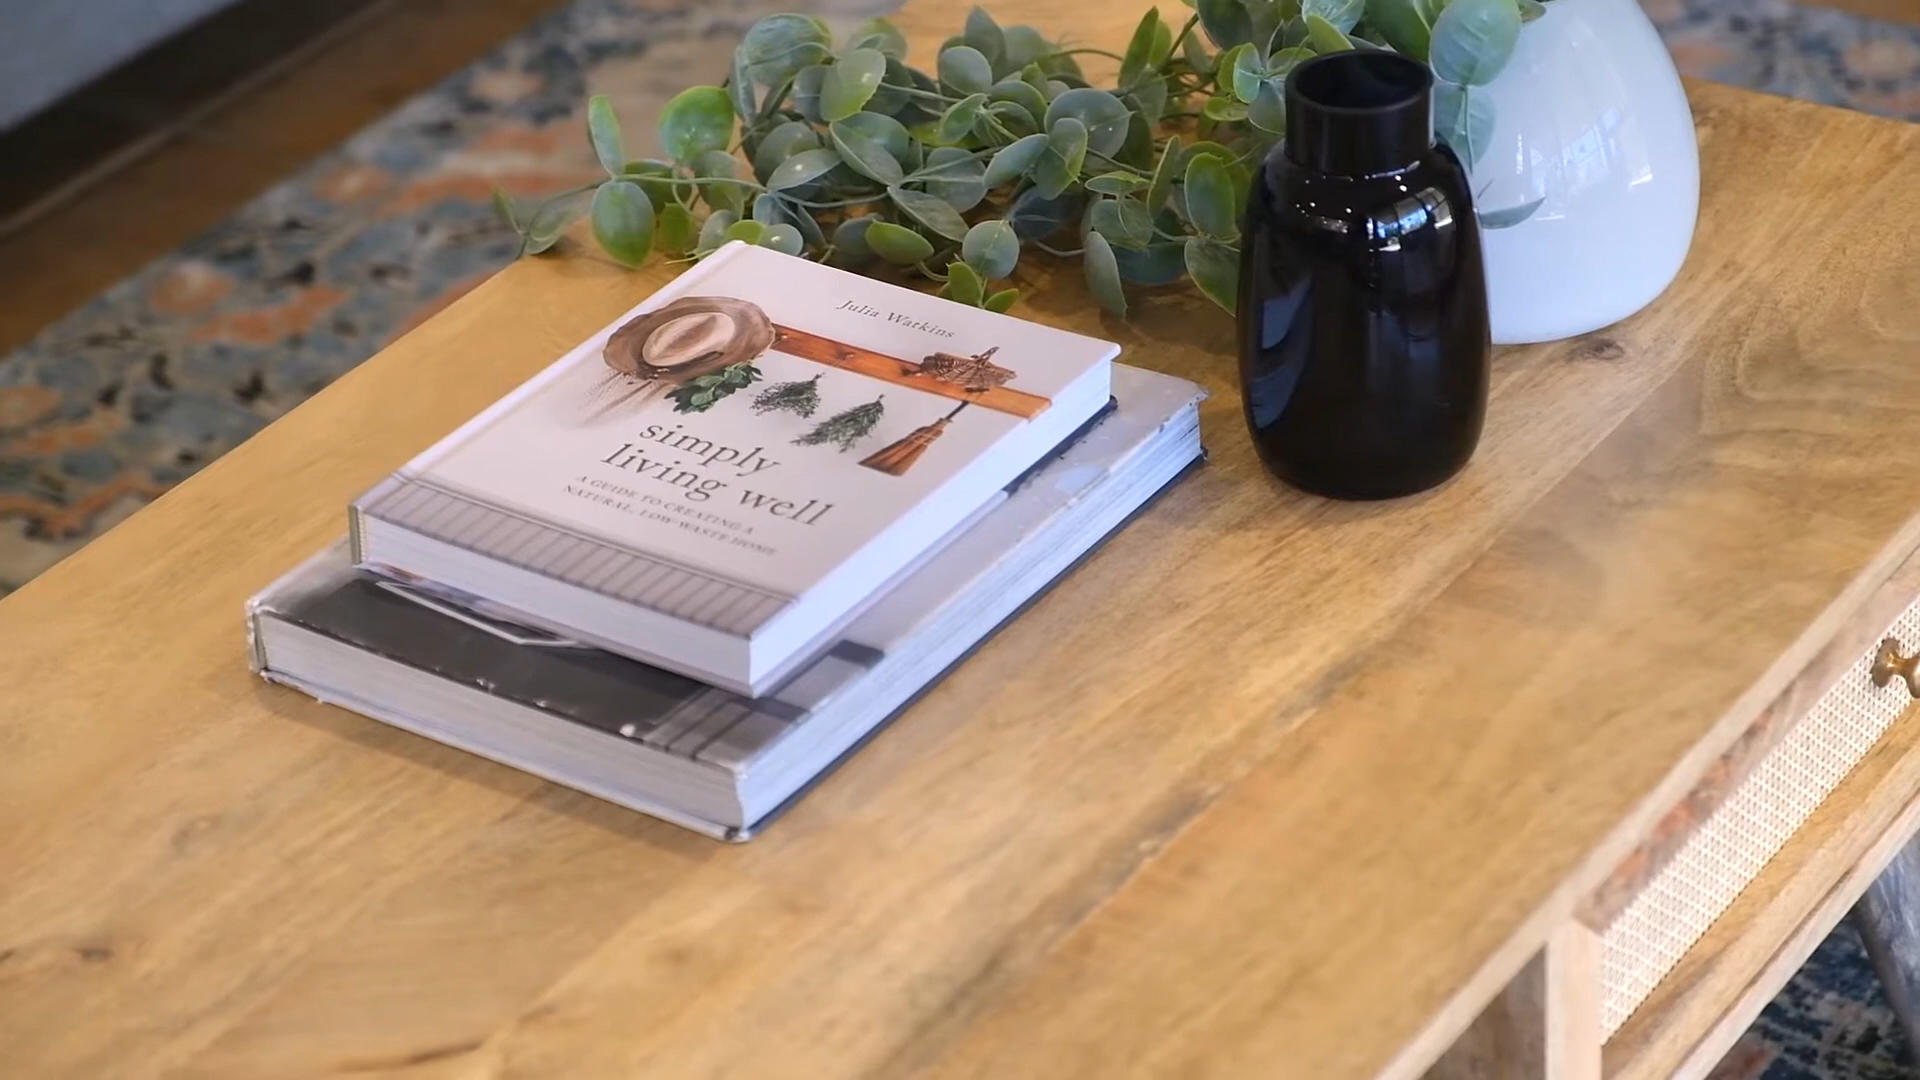 Julia Watkins
simply
living well
A GUIDE TO CREATING A
NATURAL, LOW-WASTE HOME